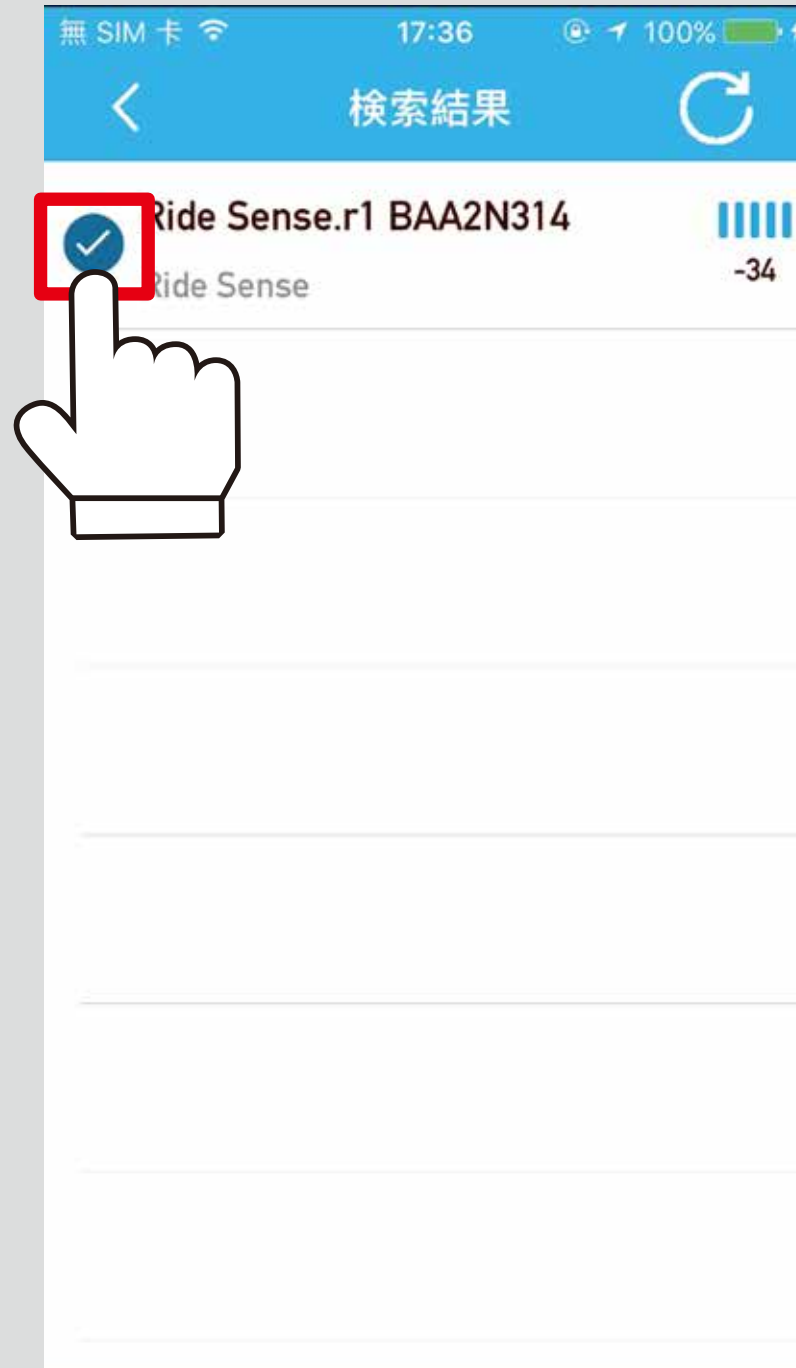 無 SIM 卡 17:36 100%
検索結果
Ride Sense.r1 BAA2N314
Ride Sense
-34